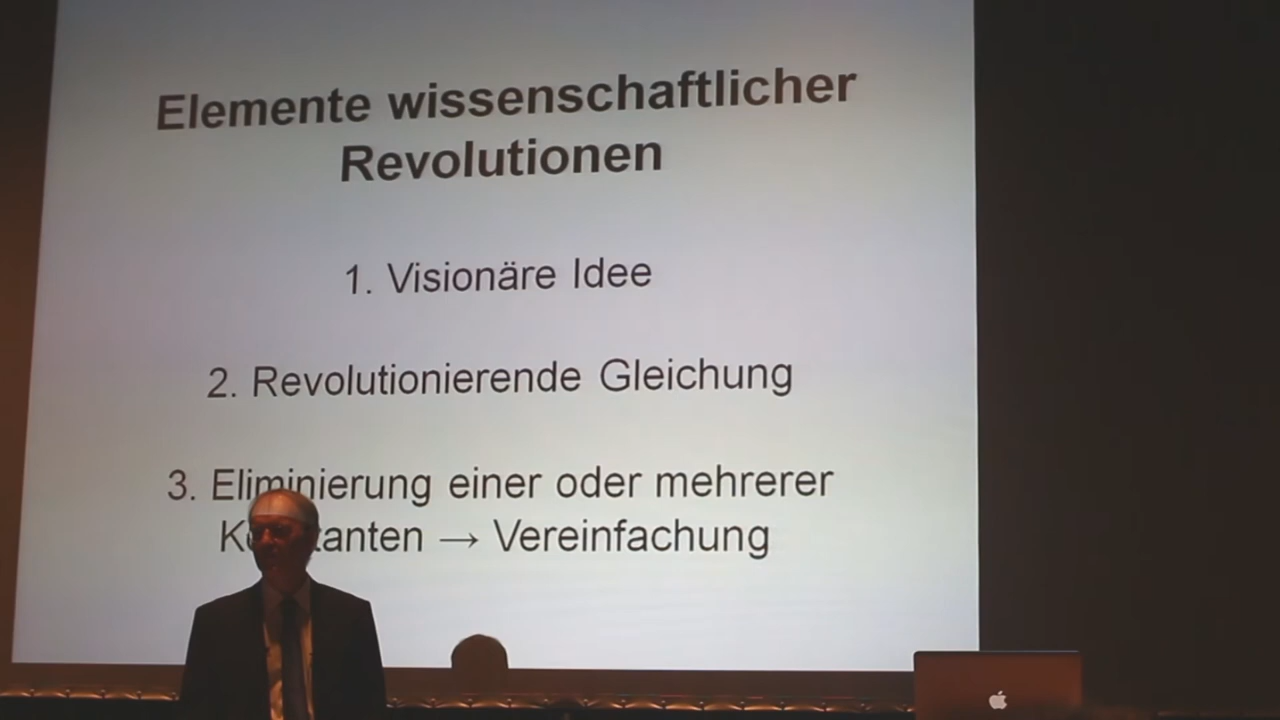 Elemente wissenschaftlicher
Revolutionen
1. Visionäre Idee
2. Revolutionierende Gleichung
3. Eliminierung einer oder mehrerer
→ Vereinfachung